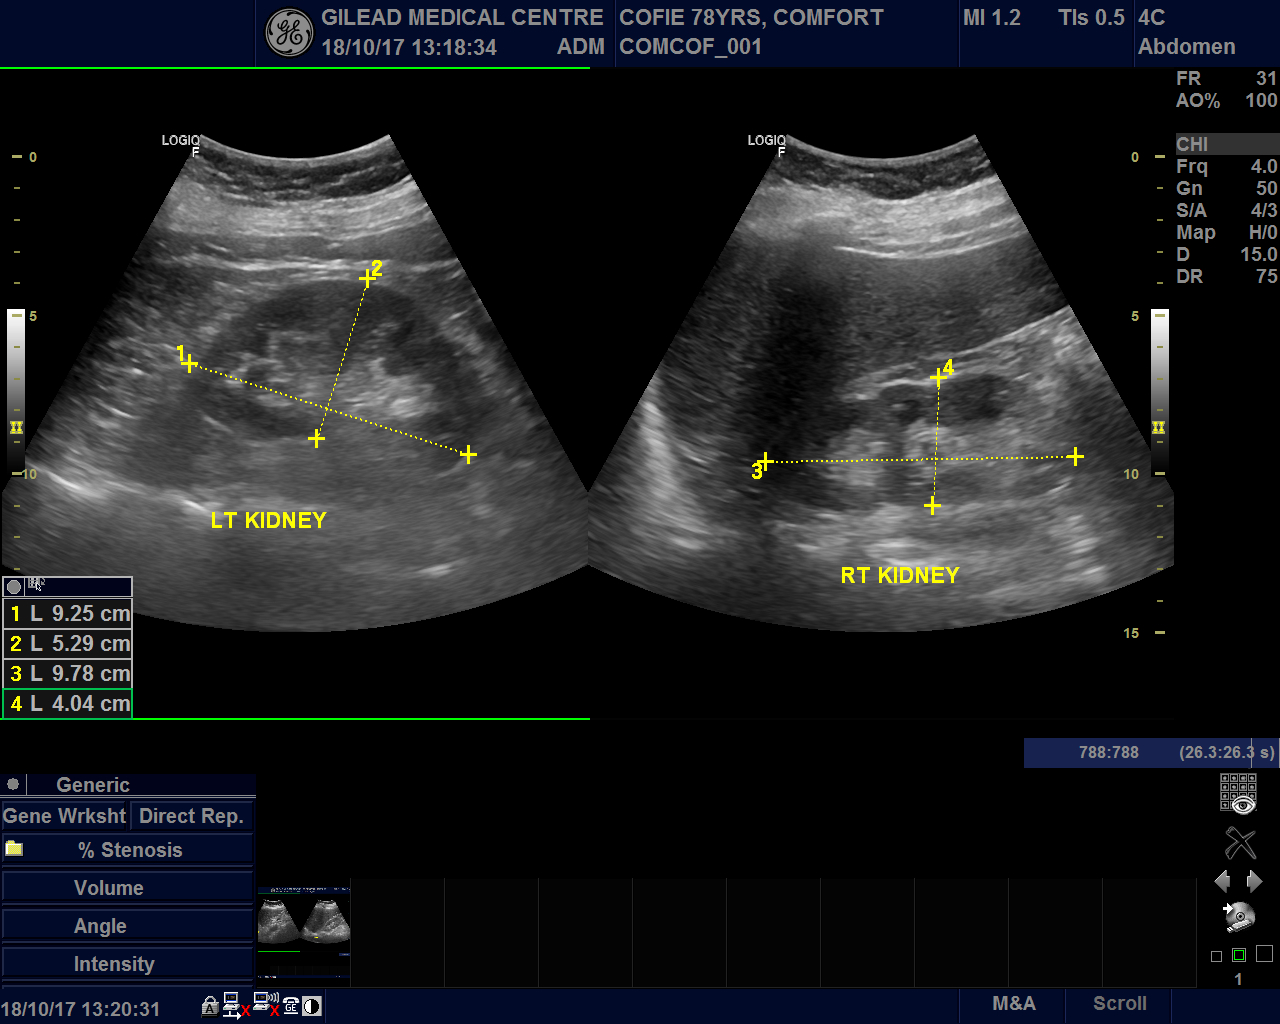 GILEAD MEDICAL CENTRE
18/10/17 13:18:34 ADM
COFIE 78YRS, COMFORT
COMCOF_001
MI 1.2 TIs 0.5
4C
Abdomen
FR 31
AO% 100
CHI
Frq 4.0
Gn 50
S/A 4/3
Map H/0
D 15.0
DR 75
LOGIQ
F
LOGIQ
F
0
5
10
0
5
10
15
1
2
3
4
LT KIDNEY
RT KIDNEY
1 L 9.25 cm
2 L 5.29 cm
3 L 9.78 cm
4 L 4.04 cm
788:788 (26.3:26.3 s)
Generic
Gene Wrksht Direct Rep.
% Stenosis
Volume
Angle
Intensity
1
18/10/17 13:20:31
M&A Scroll